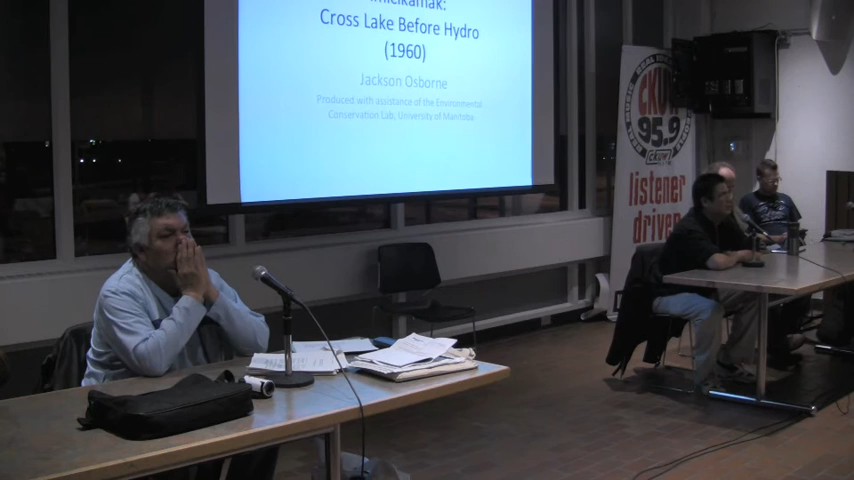 Cross Lake Before Hydro
(1960)
Jackson Osborne
Produced with assistance of the Environmental
Conservation Lab, University of Manitoba
CKUW
95.9
ckuw
listener
driven